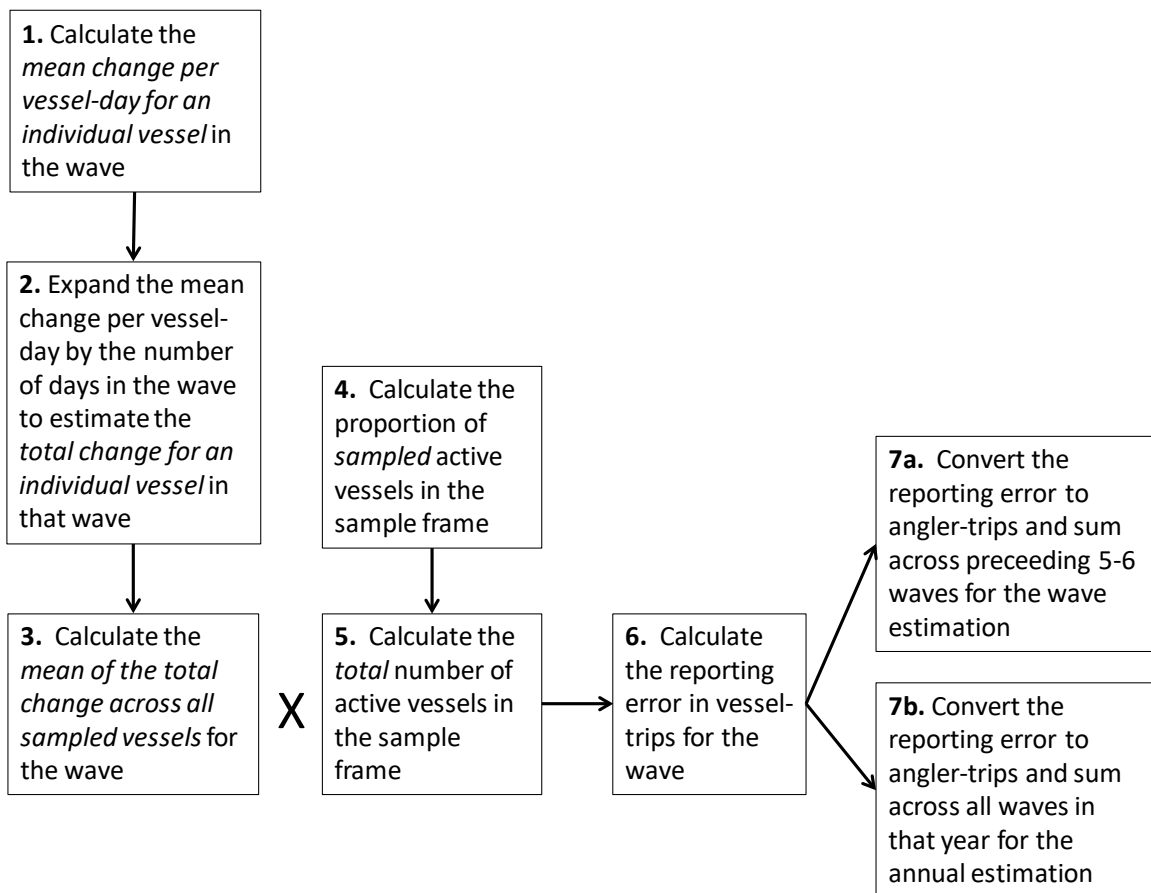 1. Calculate the
mean change per
vessel-day for an
individual vessel in
the wave
2. Expand the mean
change per vessel-
day by the number
of days in the wave
to estimate the
total change for an
individual vessel in
that wave
3. Calculate the
mean of the total
change across all
sampled vessels for
the wave
X
4. Calculate the
proportion of
sampled active
vessels in the
sample frame
5. Calculate the
total number of
active vessels in
the sample
frame
6. Calculate
the reporting
error in vessel-
trips for the
wave
7a. Convert the
reporting error to
angler-trips and sum
across preceeding 5-6
waves for the wave
estimation
7b. Convert the
reporting error to
angler-trips and sum
across all waves in
that year for the
annual estimation